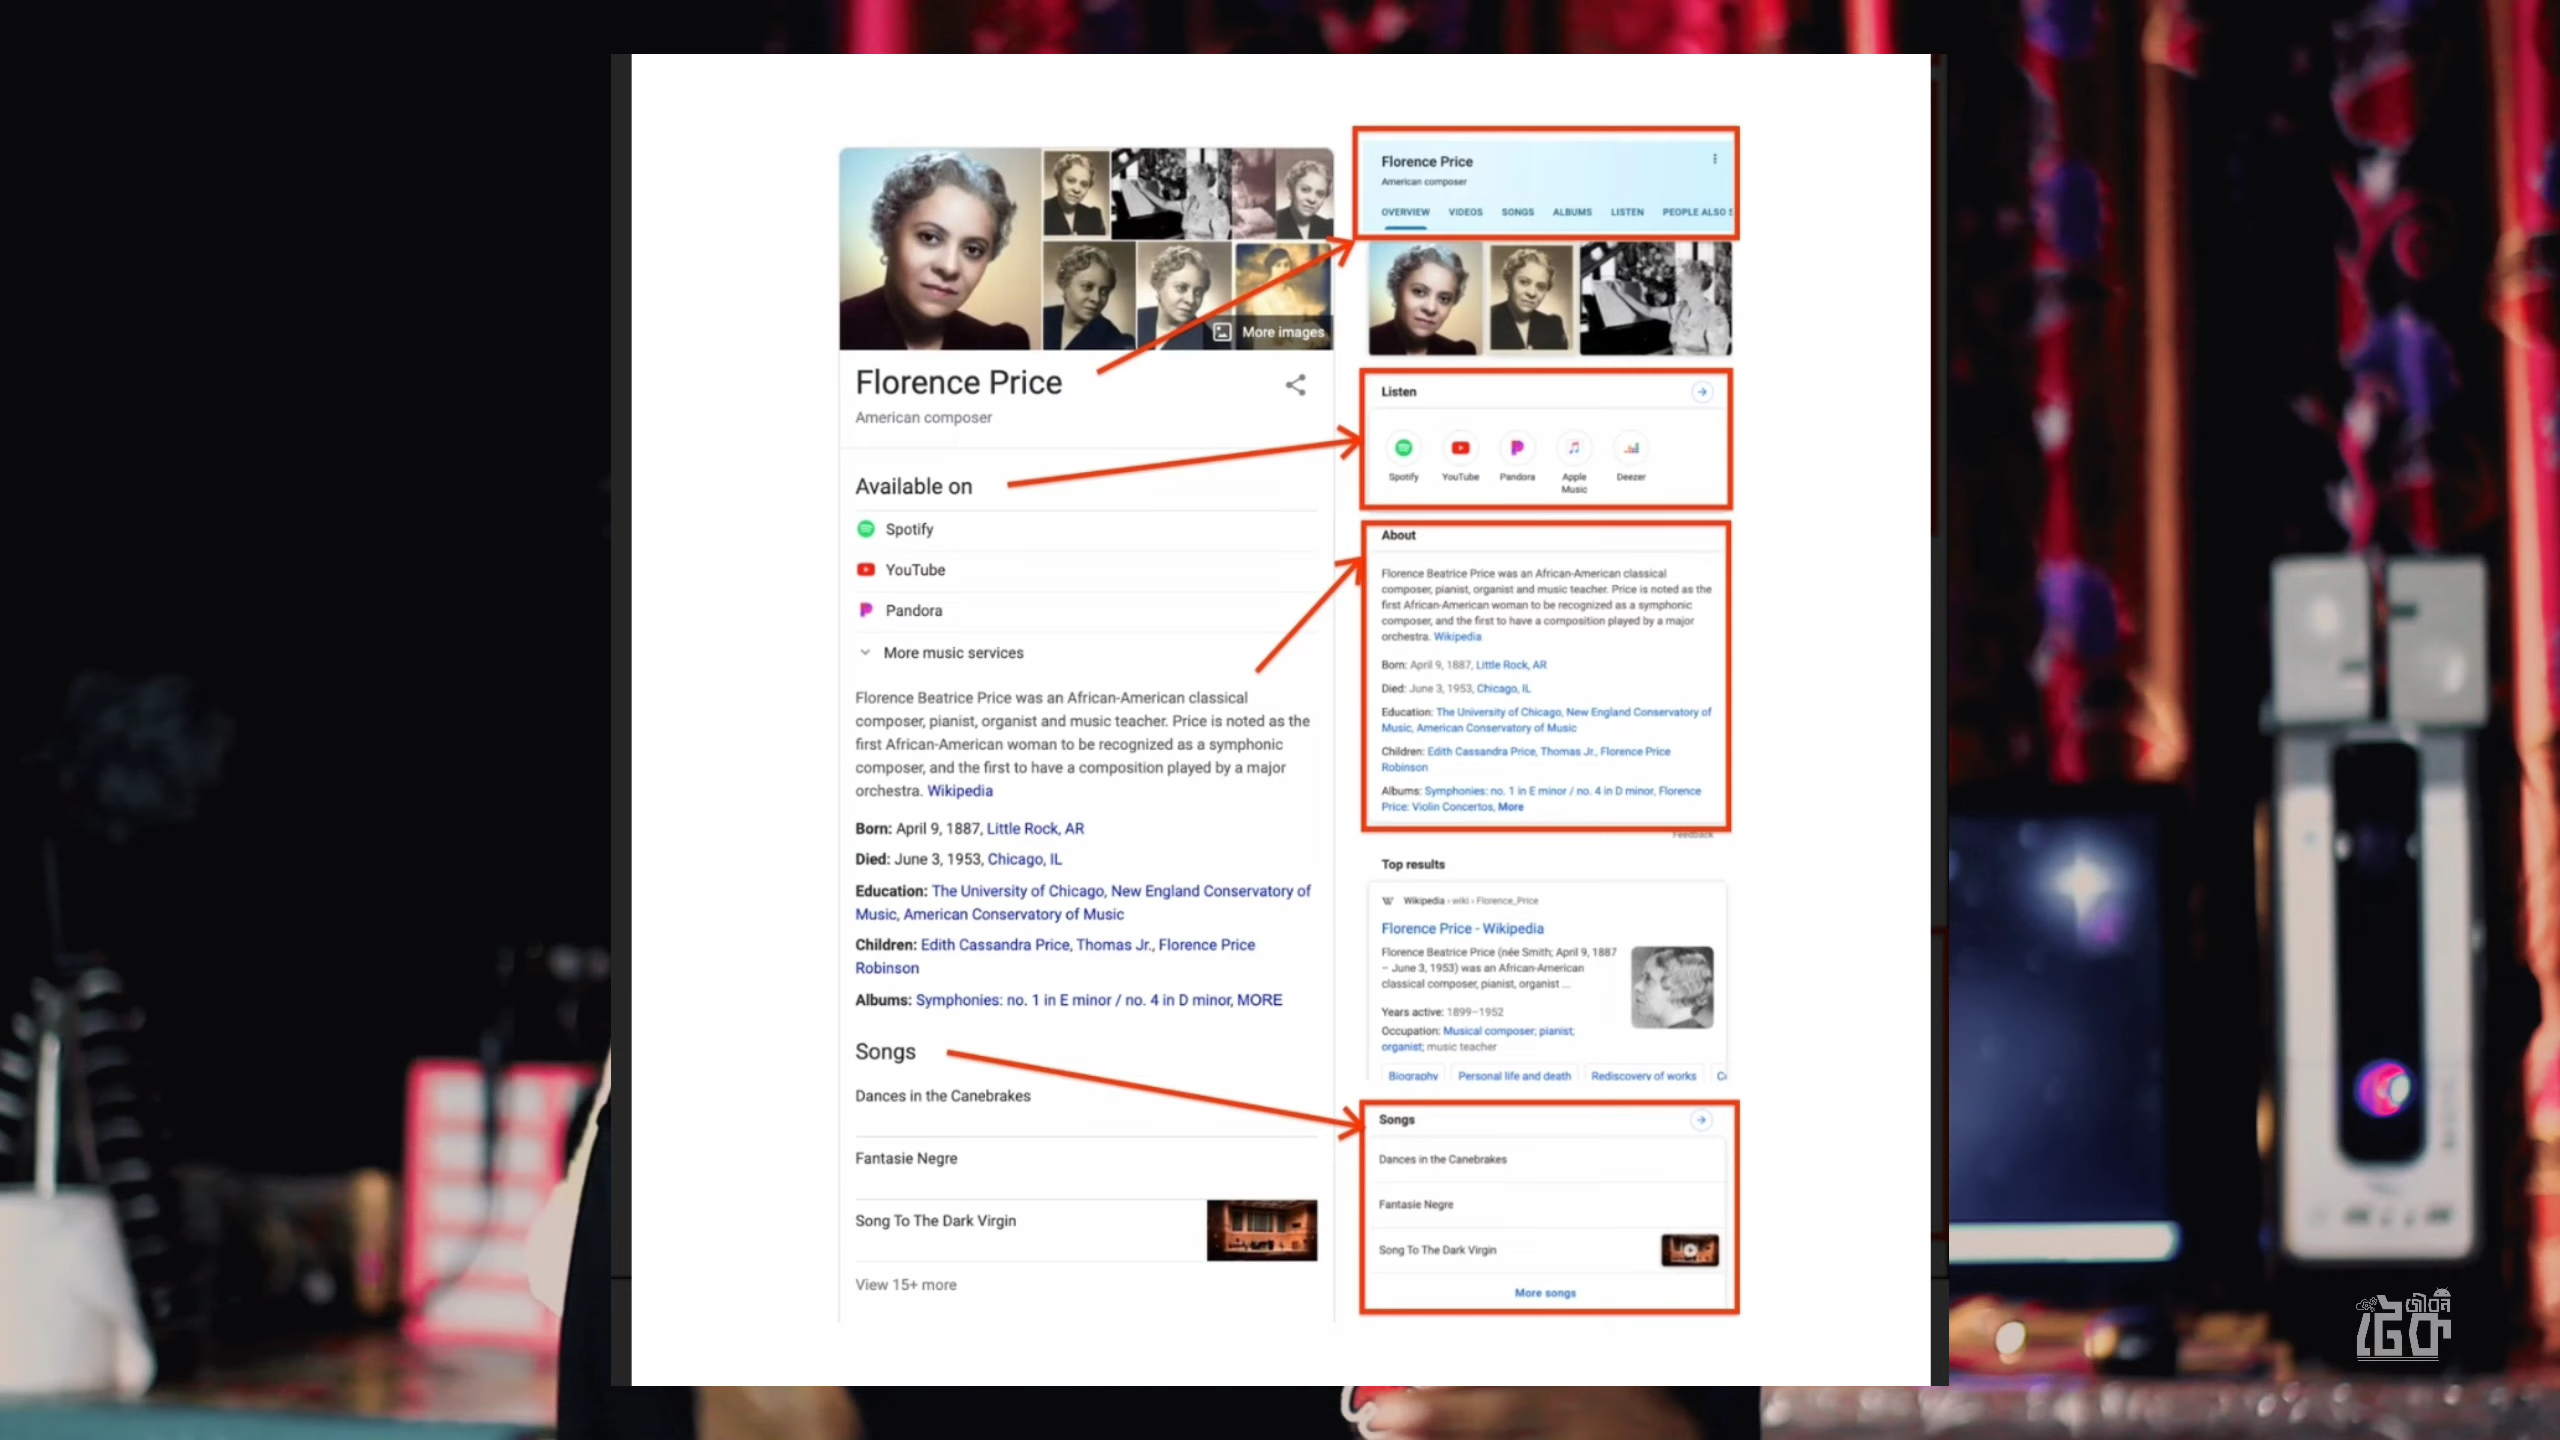 More images
Florence Price
American composer
Available on
Spotify
YouTube
Pandora
More music services
Florence Beatrice Price was an African-American classical
composer, pianist, organist and music teacher. Price is noted as the
first African-American woman to be recognized as a symphonic
composer, and the first to have a composition played by a major
orchestra. Wikipedia
Born: April 9, 1887, Little Rock, AR
Died: June 3, 1953, Chicago, IL
Education: The University of Chicago, New England Conservatory of
Music, American Conservatory of Music
Children: Edith Cassandra Price, Thomas Jr., Florence Price
Robinson
Albums: Symphonies: no. 1 in E minor / no. 4 in D minor, MORE
Songs
Dances in the Canebrakes
Fantasie Negre
Song To The Dark Virgin
View 15+ more
Florence Price
American composer
OVERVIEW VIDEOS SONGS ALBUMS LISTEN PEOPLE ALSO S
Listen
Spotify YouTube Pandora Apple Music Deezer
About
Florence Beatrice Price was an African-American classical
composer, pianist, organist and music teacher. Price is noted as the
first African-American woman to be recognized as a symphonic
composer, and the first to have a composition played by a major
orchestra. Wikipedia
Born: April 9, 1887, Little Rock, AR
Died: June 3, 1953, Chicago, IL
Education: The University of Chicago, New England Conservatory of
Music, American Conservatory of Music
Children: Edith Cassandra Price, Thomas Jr., Florence Price
Robinson
Albums: Symphonies: no. 1 in E minor / no. 4 in D minor, Florence
Price: Violin Concertos, More
Feedback
Top results
W Wikipedia › wiki › Florence_Price
Florence Price - Wikipedia
Florence Beatrice Price (née Smith; April 9, 1887
– June 3, 1953) was an African-American
classical composer, pianist, organist ...
Years active: 1899–1952
Occupation: Musical composer; pianist;
organist; music teacher
Biography Personal life and death Rediscovery of works
Songs
Dances in the Canebrakes
Fantasie Negre
Song To The Dark Virgin
More songs